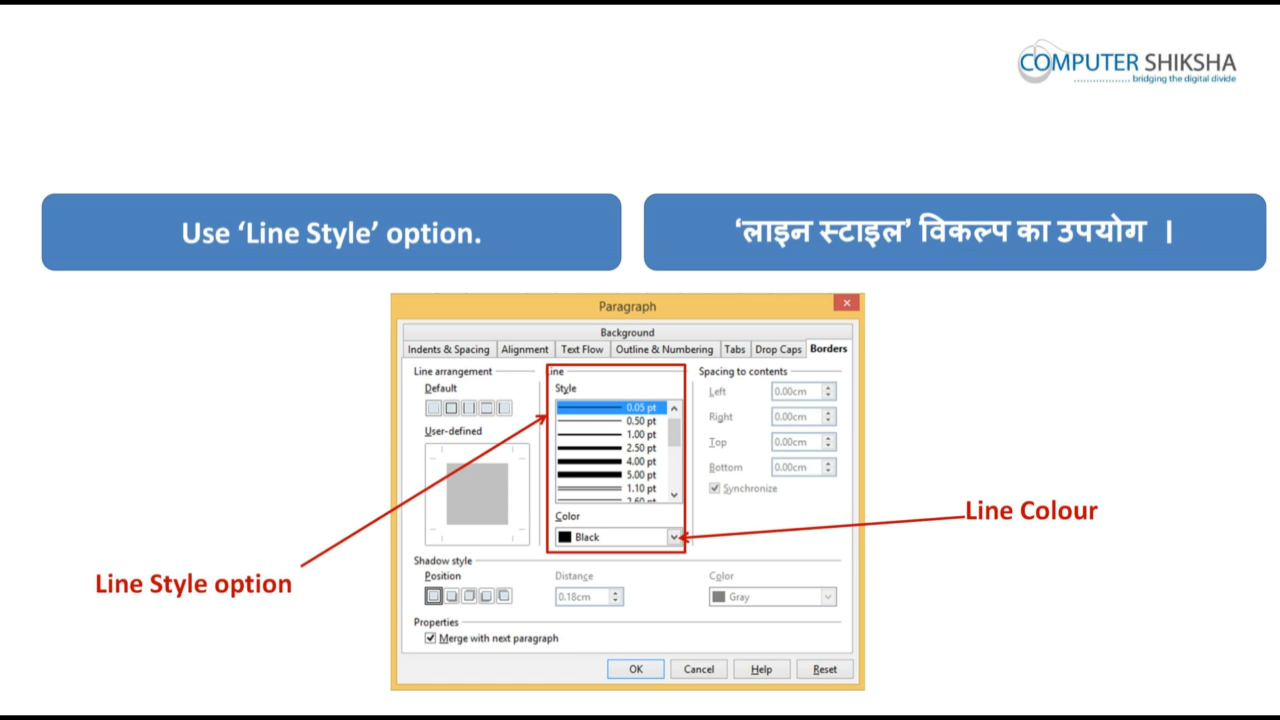 COMPUTER SHIKSHA
bridging the digital divide
Use ‘Line Style’ option.
‘लाइन स्टाइल’ विकल्प का उपयोग ।
Paragraph
Background
Indents & Spacing Alignment Text Flow Outline & Numbering Tabs Drop Caps Borders
Line arrangement
Default
User-defined
Line
Style
0.05 pt
0.50 pt
1.00 pt
2.50 pt
4.00 pt
5.00 pt
1.10 pt
2.60 pt
Color
Black
Spacing to contents
Left 0.00cm
Right 0.00cm
Top 0.00cm
Bottom 0.00cm
Synchronize
Line Colour
Line Style option
Shadow style
Position
Distance
0.18cm
Color
Gray
Properties
Merge with next paragraph
OK Cancel Help Reset